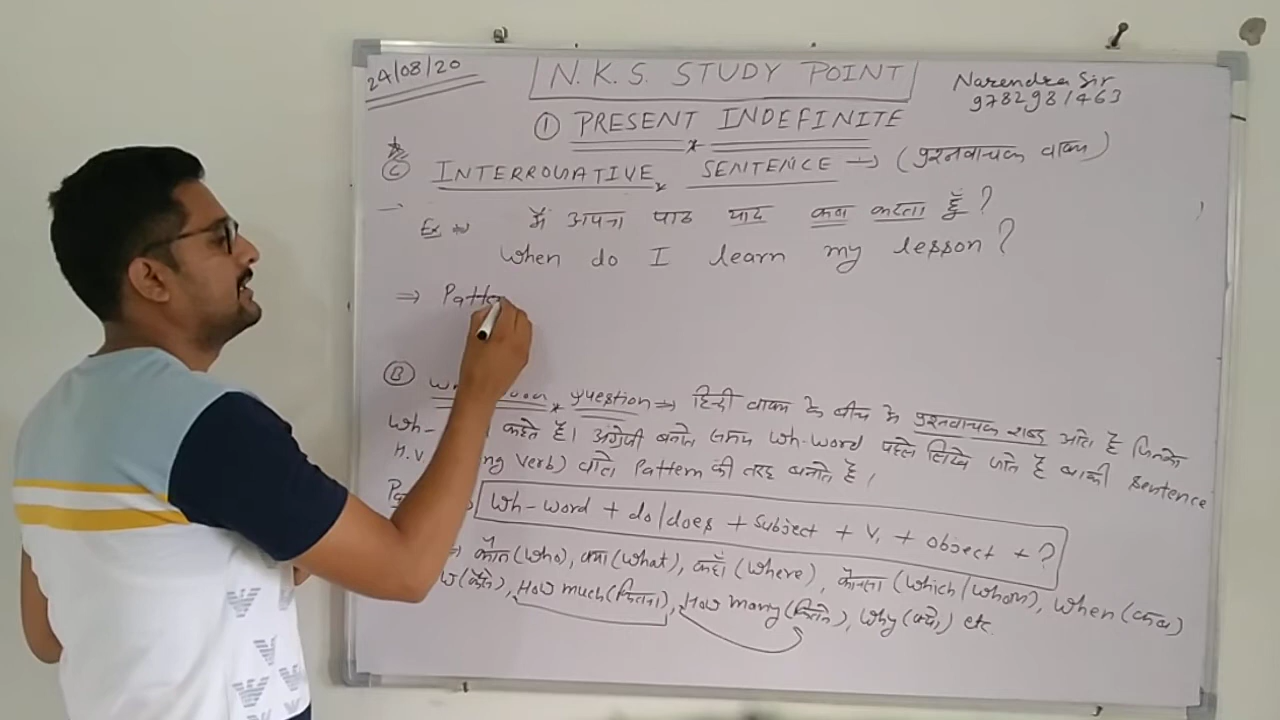 24/08/20
N.K.S. STUDY POINT
Narendra Sir
9782981463
① PRESENT INDEFINITE
Ⓒ INTERROGATIVE SENTENCE → (प्रश्नवाचक वाक्य)
Ex मैं अपना पाठ याद कब करता हूँ?
When do I learn my lesson?
⇒ Patte
Ⓑ question ⇒ हिन्दी वाक्य के बीच में प्रश्नवाचक शब्द आते हैं जिनको
Wh- कहते हैं। अंग्रेजी बनाते समय Wh-word पहले लिखे जाते हैं बाकी sentence
H.V. ng verb) वाले Pattern की तरह बनाते हैं।
Wh-word + do/does + Subject + V1 + object + ?
⇒ कौन (Who), क्या (What), कहाँ (Where), कौनसा (Which/Whom), When (कब)
(कैसे), How much (कितना), How many (कितने), Why (क्यों) etc.